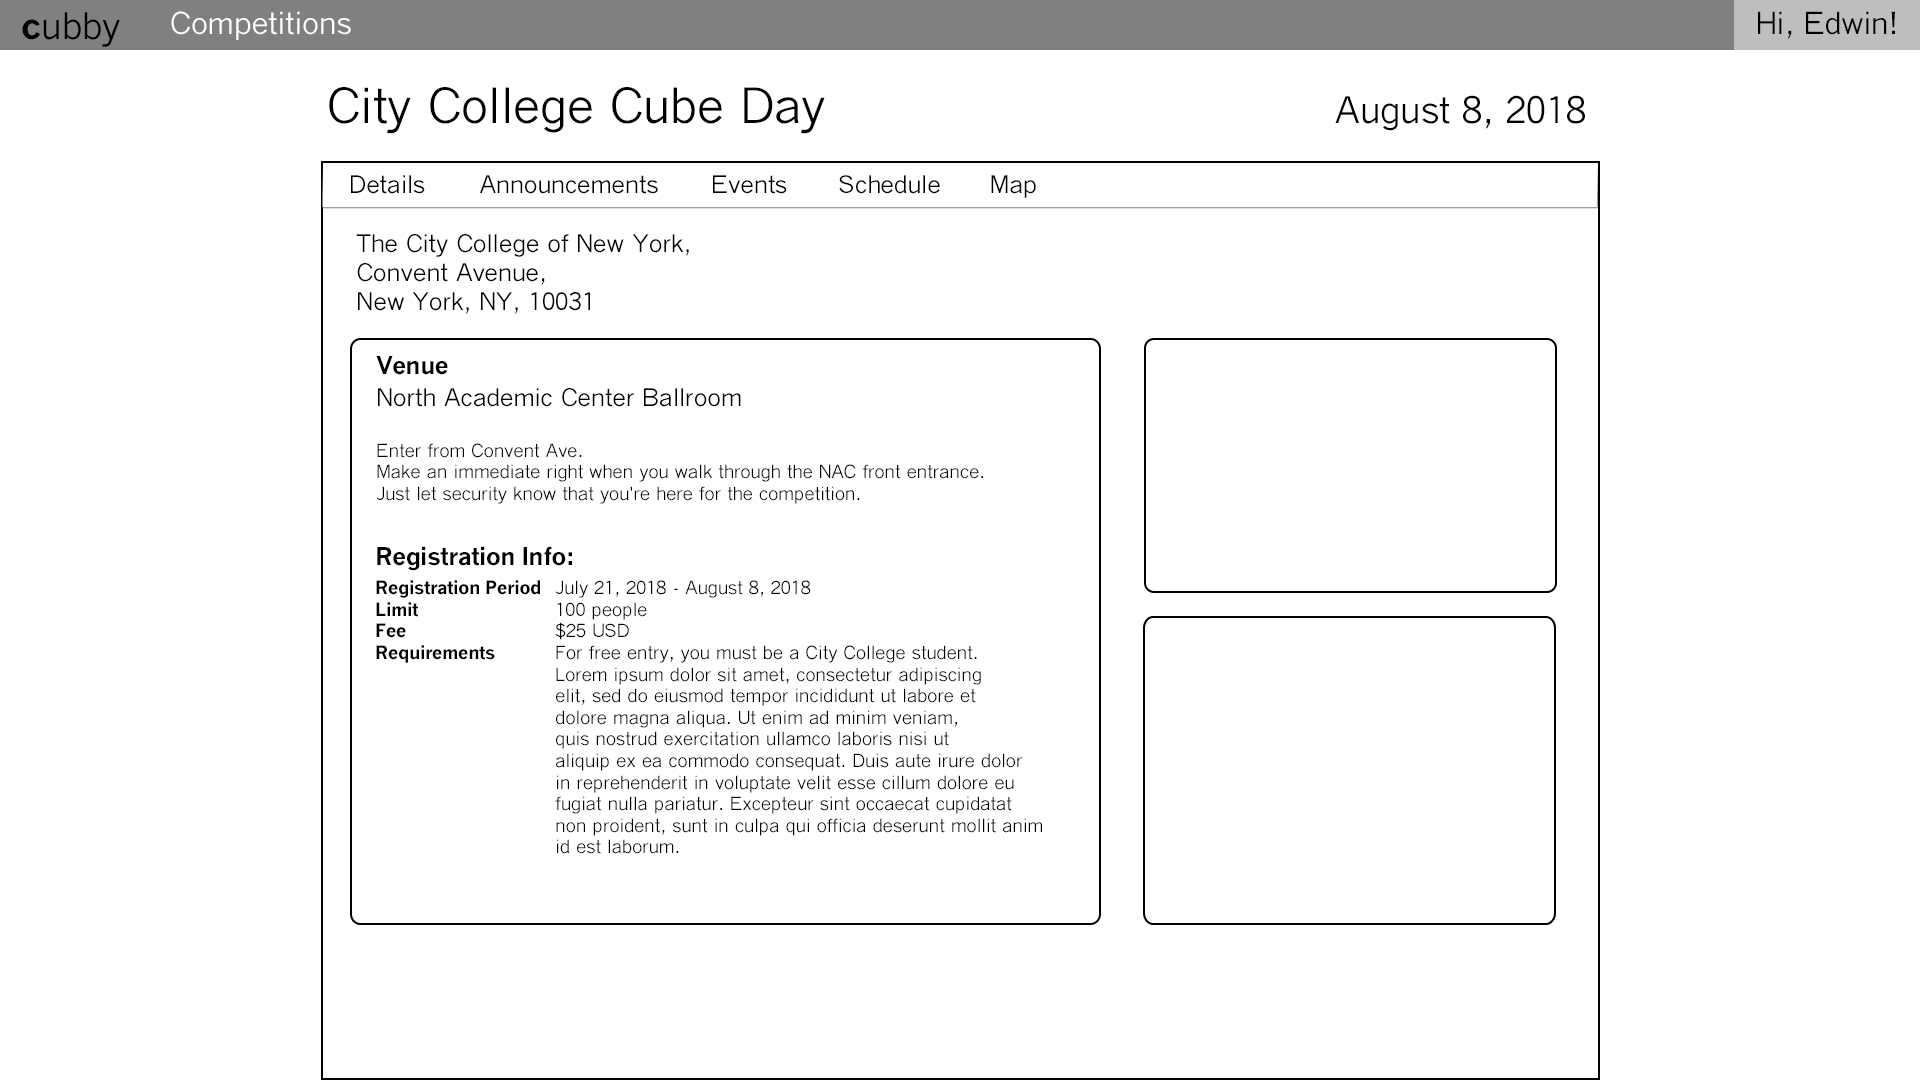 cubby Competitions Hi, Edwin!
City College Cube Day August 8, 2018
Details Announcements Events Schedule Map
The City College of New York,
Convent Avenue,
New York, NY, 10031
Venue
North Academic Center Ballroom
Enter from Convent Ave.
Make an immediate right when you walk through the NAC front entrance.
Just let security know that you're here for the competition.
Registration Info:
Registration Period July 21, 2018 - August 8, 2018
Limit 100 people
Fee $25 USD
Requirements For free entry, you must be a City College student.
Lorem ipsum dolor sit amet, consectetur adipiscing
elit, sed do eiusmod tempor incididunt ut labore et
dolore magna aliqua. Ut enim ad minim veniam,
quis nostrud exercitation ullamco laboris nisi ut
aliquip ex ea commodo consequat. Duis aute irure dolor
in reprehenderit in voluptate velit esse cillum dolore eu
fugiat nulla pariatur. Excepteur sint occaecat cupidatat
non proident, sunt in culpa qui officia deserunt mollit anim
id est laborum.